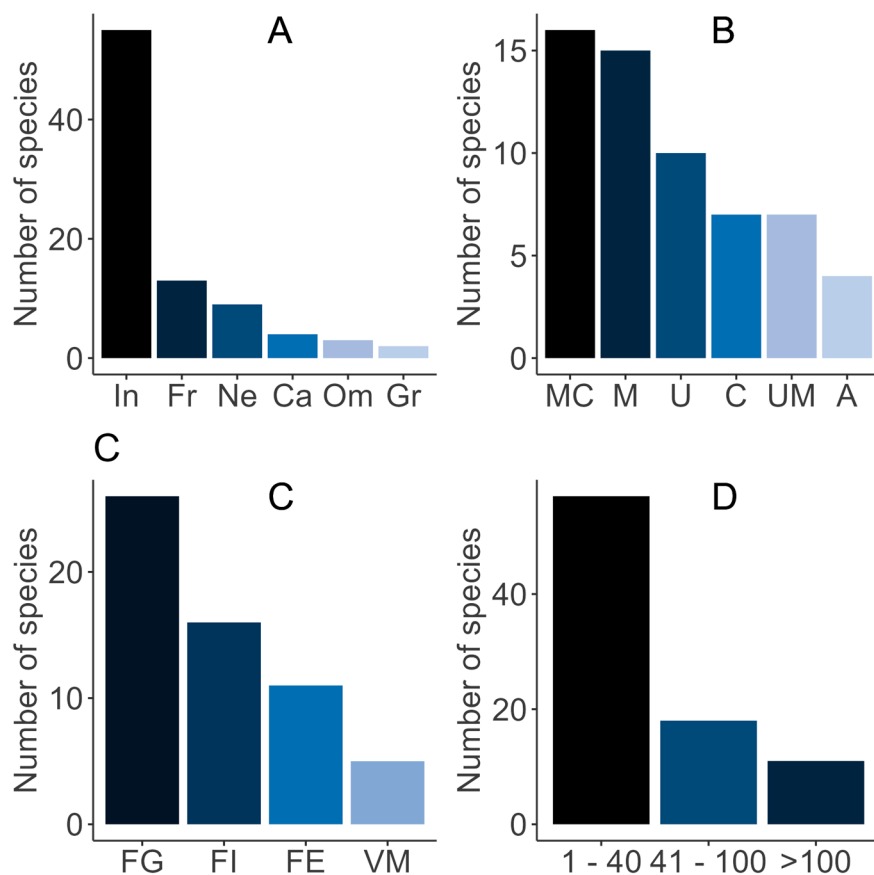 A
Number of species
40
20
0
In Fr Ne Ca Om Gr
B
Number of species
15
10
5
0
MC M U C UM A
C
C
Number of species
20
10
0
FG FI FE VM
D
Number of species
40
20
0
1 - 40 41 - 100 >100